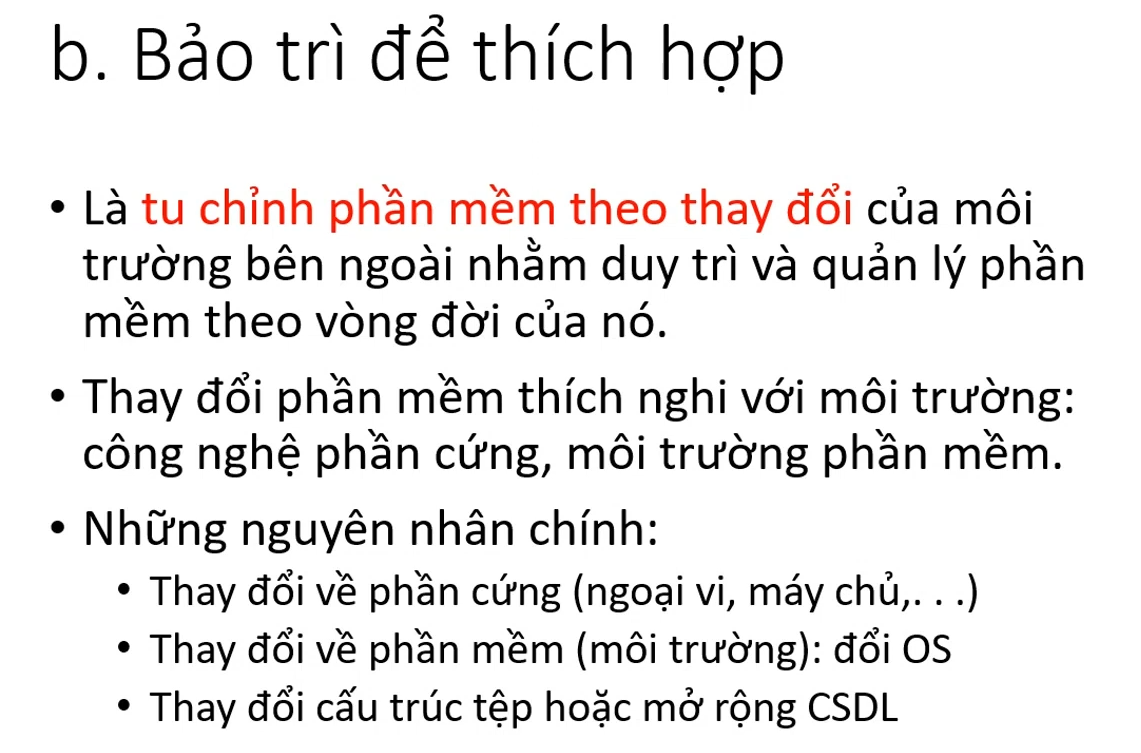 b. Bảo trì để thích hợp
• Là tu chỉnh phần mềm theo thay đổi của môi
trường bên ngoài nhằm duy trì và quản lý phần
mềm theo vòng đời của nó.
• Thay đổi phần mềm thích nghi với môi trường:
công nghệ phần cứng, môi trường phần mềm.
• Những nguyên nhân chính:
• Thay đổi về phần cứng (ngoại vi, máy chủ,. . .)
• Thay đổi về phần mềm (môi trường): đổi OS
• Thay đổi cấu trúc tệp hoặc mở rộng CSDL